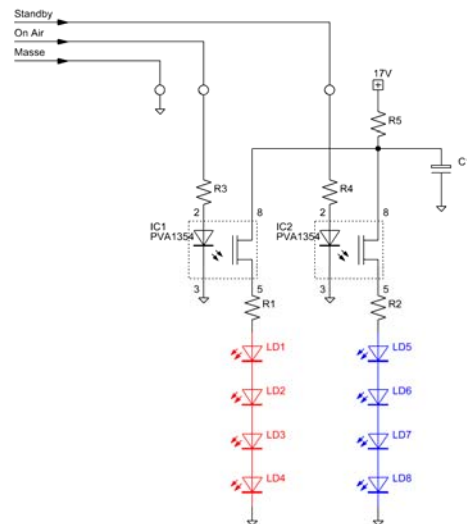 Standby
On Air
Masse
17V
R5
C
R3
R4
2
8
2
8
IC1
PVA1354
IC2
PVA1354
3
5
3
5
R1
R2
LD1
LD5
LD2
LD6
LD3
LD7
LD4
LD8